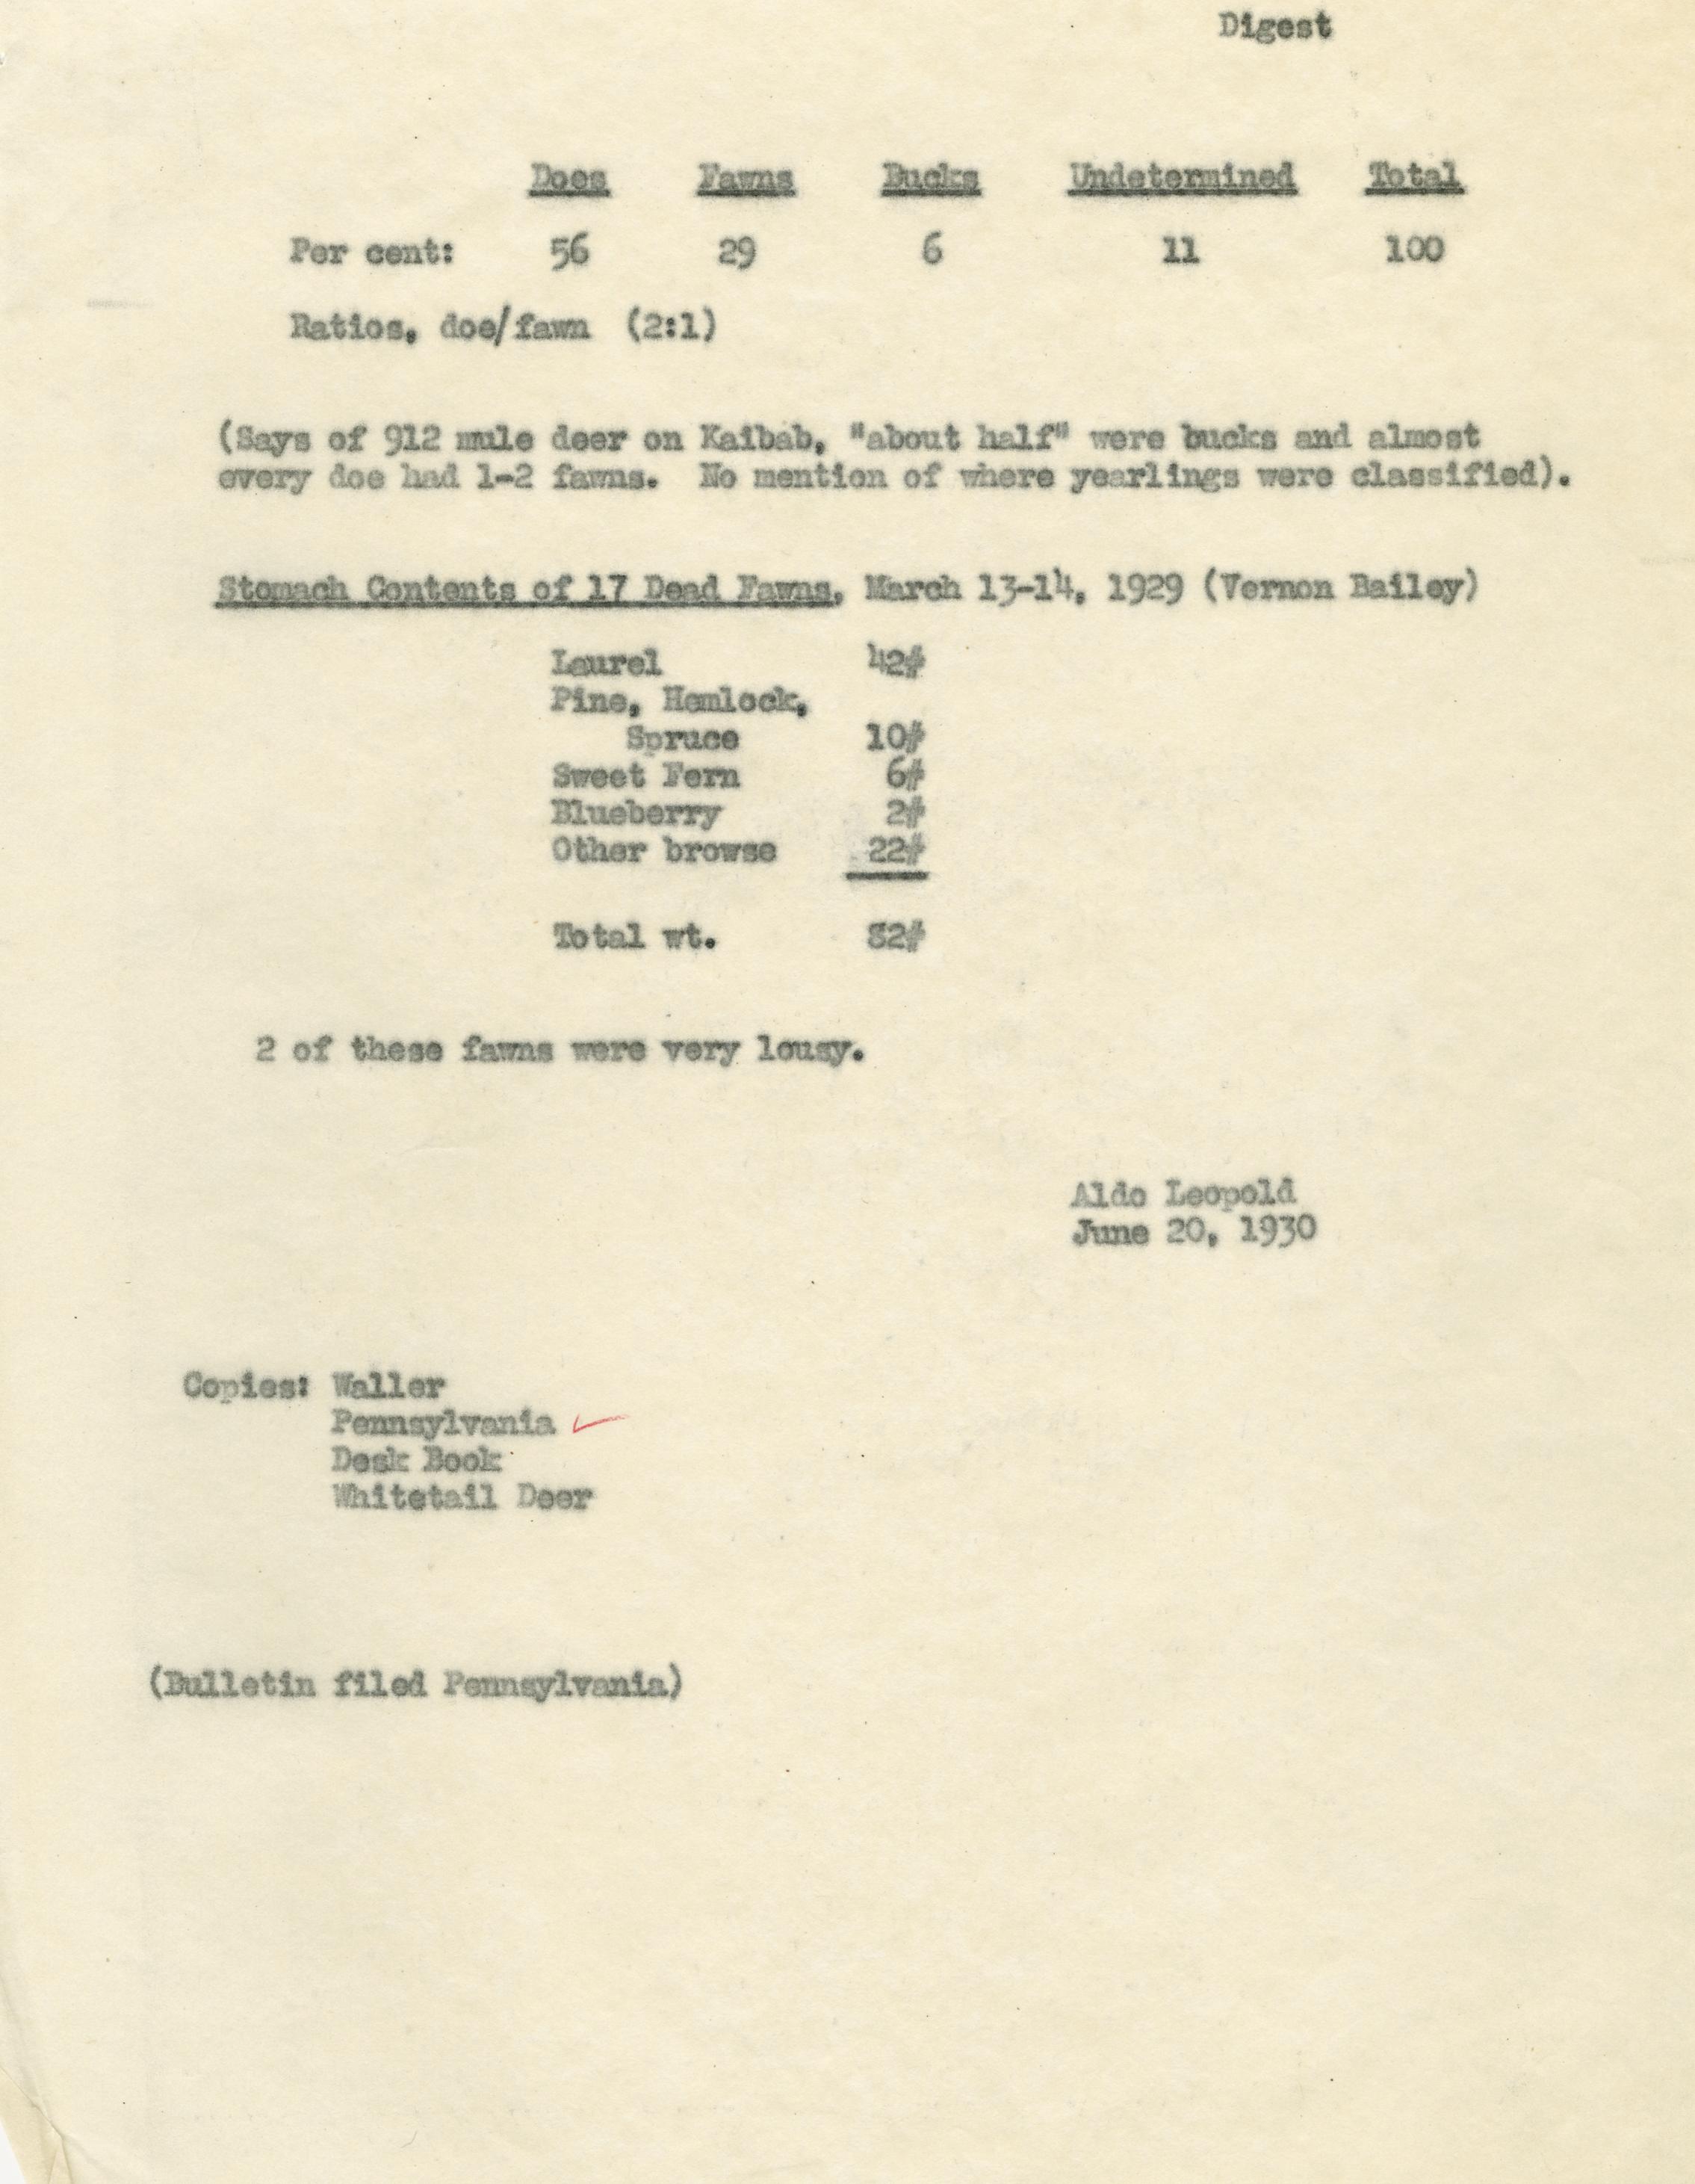 Digest
Does Fawns Bucks Undetermined Total
Per cent: 56 29 6 11 100
Ratios, doe/fawn (2:1)
(Says of 912 mule deer on Kaibab, "about half" were bucks and almost
every doe had 1-2 fawns. No mention of where yearlings were classified).
Stomach Contents of 17 Dead Fawns, March 13-14, 1929 (Vernon Bailey)
Laurel 42#
Pine, Hemlock,
Spruce 10#
Sweet Fern 6#
Blueberry 2#
Other browse 22#
Total wt. 82#
2 of these fawns were very lousy.
Aldo Leopold
June 20, 1930
Copies: Waller
Pennsylvania ✓
Desk Book
Whitetail Deer
(Bulletin filed Pennsylvania)